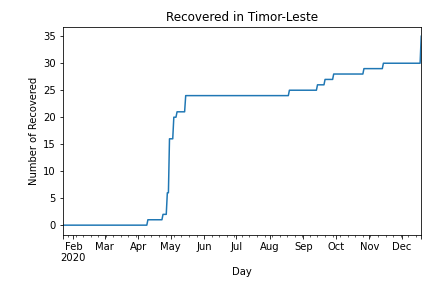 Recovered in Timor-Leste
Number of Recovered
35
30
25
20
15
10
5
0
Feb Mar Apr May Jun Jul Aug Sep Oct Nov Dec
2020
Day